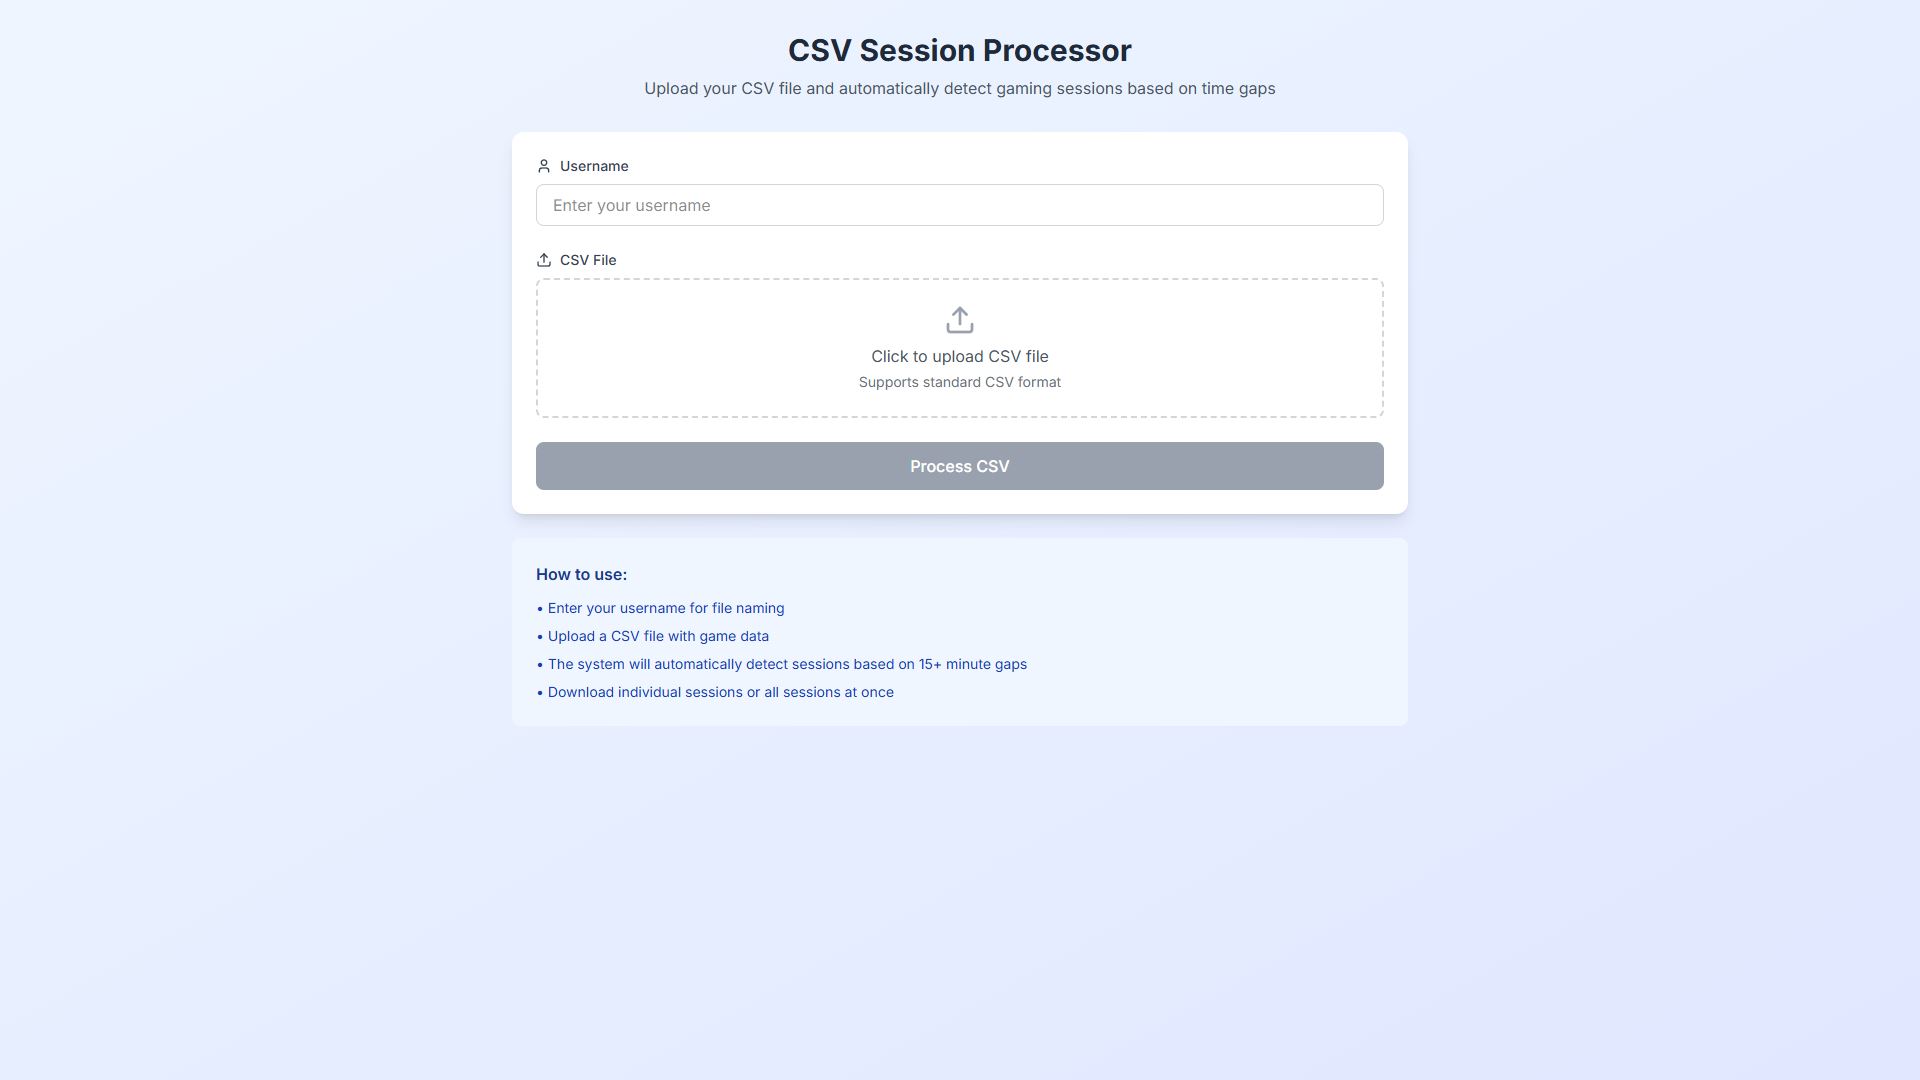 CSV Session Processor
Upload your CSV file and automatically detect gaming sessions based on time gaps
Username
Enter your username
CSV File
Click to upload CSV file
Supports standard CSV format
Process CSV
How to use:
• Enter your username for file naming
• Upload a CSV file with game data
• The system will automatically detect sessions based on 15+ minute gaps
• Download individual sessions or all sessions at once